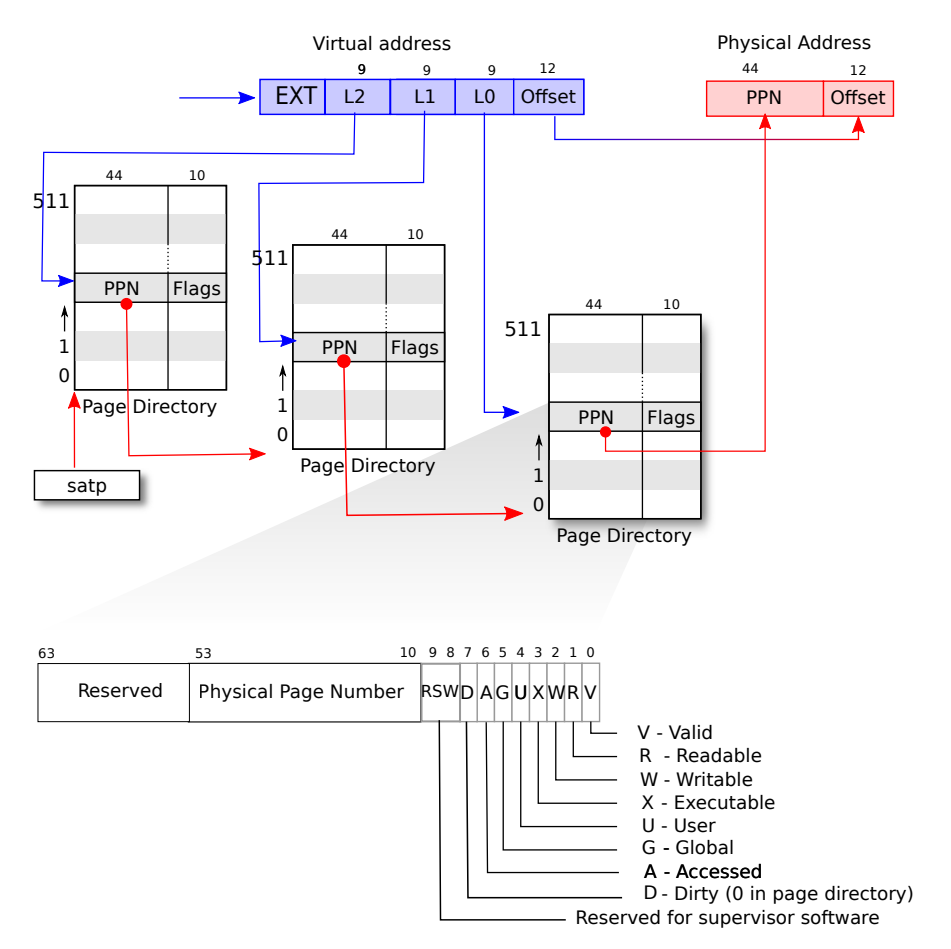 Virtual address
Physical Address
9 9 9 12
44 12
EXT L2 L1 L0 Offset
PPN Offset
44 10
511
PPN Flags
1
0
Page Directory
satp
44 10
511
PPN Flags
1
0
Page Directory
44 10
511
PPN Flags
1
0
Page Directory
63 53 10 9 8 7 6 5 4 3 2 1 0
Reserved Physical Page Number RSW D A G U X W R V
V - Valid
R - Readable
W - Writable
X - Executable
U - User
G - Global
A - Accessed
D - Dirty (0 in page directory)
Reserved for supervisor software